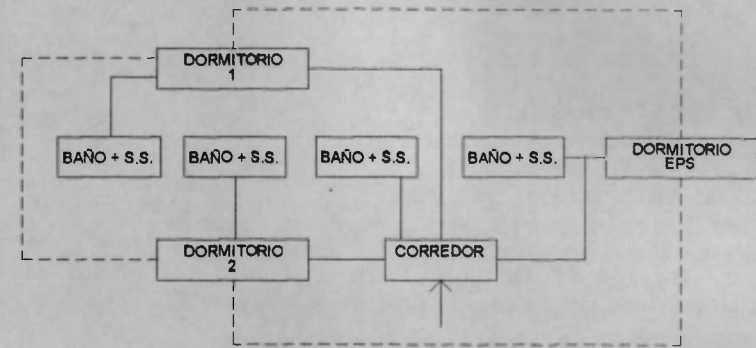 DORMITORIO
1
BAÑO + S.S.
BAÑO + S.S.
BAÑO + S.S.
BAÑO + S.S.
DORMITORIO
EPS
DORMITORIO
2
CORREDOR